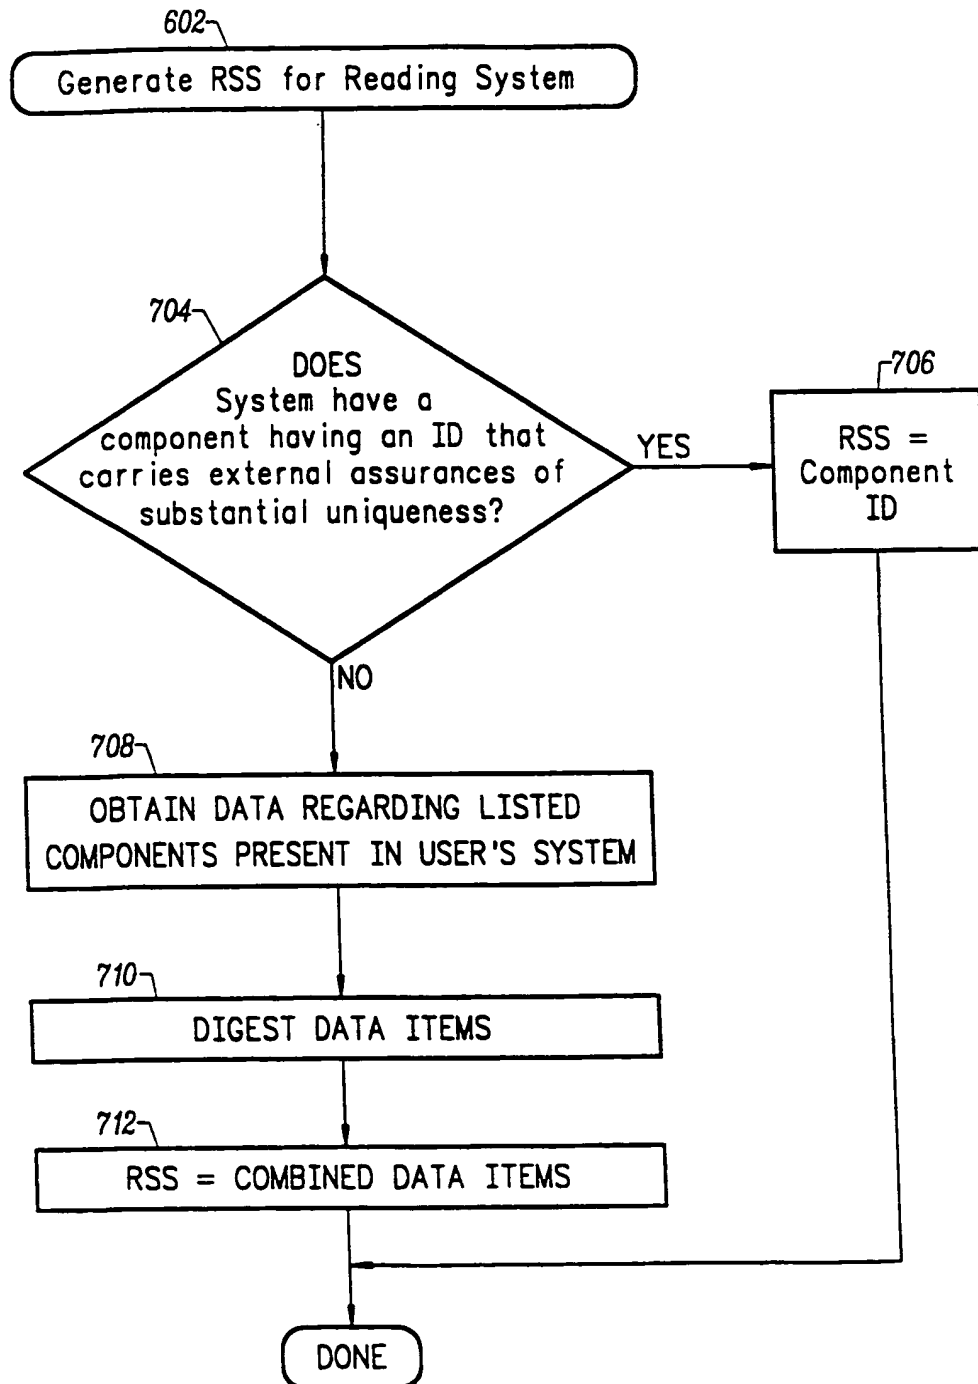 602
Generate RSS for Reading System
704
DOES
System have a
component having an ID that
carries external assurances of
substantial uniqueness?
YES
706
RSS =
Component
ID
NO
708
OBTAIN DATA REGARDING LISTED
COMPONENTS PRESENT IN USER'S SYSTEM
710
DIGEST DATA ITEMS
712
RSS = COMBINED DATA ITEMS
DONE